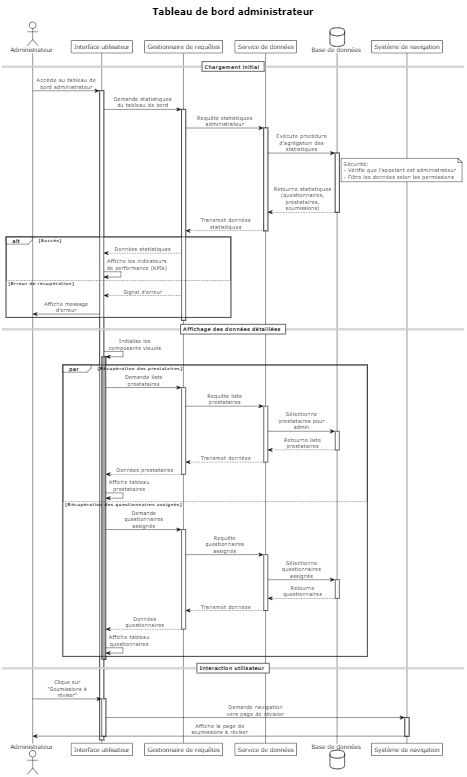 Tableau de bord administrateur
Administrateur
Interface utilisateur
Gestionnaire de requêtes
Service de données
Base de données
Système de navigation
Chargement initial
Accède au tableau de
bord administrateur
Demande statistiques
du tableau de bord
Requête statistiques
administrateur
Exécute procédure
d'agrégation des
statistiques
Sécurité:
- Vérifie que l'appelant est administrateur
- Filtre les données selon les permissions
Retourne statistiques
(questionnaires,
prestataires,
soumissions)
Transmet données
statistiques
alt
[Succès]
Données statistiques
Affiche les indicateurs
de performance (KPIs)
[Erreur de récupération]
Signal d'erreur
Affiche message
d'erreur
Affichage des données détaillées
Initialise les
composants visuels
par
[Récupération des prestataires]
Demande liste
prestataires
Requête liste
prestataires
Sélectionne
prestataires pour
admin
Retourne liste
prestataires
Transmet données
Données prestataires
Affiche tableau
prestataires
[Récupération des questionnaires assignés]
Demande
questionnaires
assignés
Requête
questionnaires
assignés
Sélectionne
questionnaires
assignés
Retourne
questionnaires
Transmet données
Données
questionnaires
Affiche tableau
questionnaires
Interaction utilisateur
Clique sur
"Soumissions à
réviser"
Demande navigation
vers page de révision
Affiche la page de
soumissions à réviser
Administrateur
Interface utilisateur
Gestionnaire de requêtes
Service de données
Base de données
Système de navigation